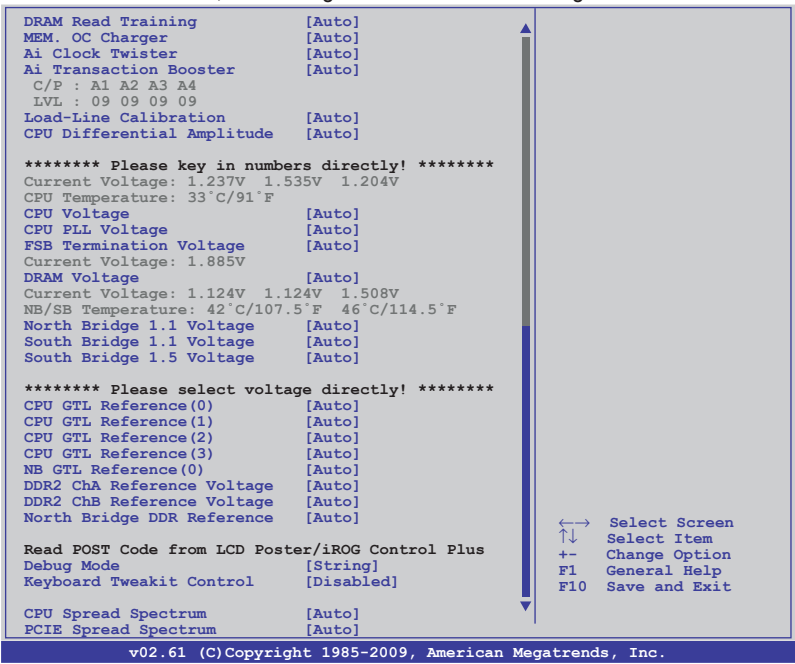 DRAM Read Training [Auto]
MEM. OC Charger [Auto]
Ai Clock Twister [Auto]
Ai Transaction Booster [Auto]
C/P : A1 A2 A3 A4
LVL : 09 09 09 09
Load-Line Calibration [Auto]
CPU Differential Amplitude [Auto]
******** Please key in numbers directly! ********
Current Voltage: 1.237V 1.535V 1.204V
CPU Temperature: 33˚C/91˚F
CPU Voltage [Auto]
CPU PLL Voltage [Auto]
FSB Termination Voltage [Auto]
Current Voltage: 1.885V
DRAM Voltage [Auto]
Current Voltage: 1.124V 1.124V 1.508V
NB/SB Temperature: 42˚C/107.5˚F 46˚C/114.5˚F
North Bridge 1.1 Voltage [Auto]
South Bridge 1.1 Voltage [Auto]
South Bridge 1.5 Voltage [Auto]
******** Please select voltage directly! ********
CPU GTL Reference(0) [Auto]
CPU GTL Reference(1) [Auto]
CPU GTL Reference(2) [Auto]
CPU GTL Reference(3) [Auto]
NB GTL Reference(0) [Auto]
DDR2 ChA Reference Voltage [Auto]
DDR2 ChB Reference Voltage [Auto]
North Bridge DDR Reference [Auto]
Read POST Code from LCD Poster/iROG Control Plus
Debug Mode [String]
Keyboard Tweakit Control [Disabled]
CPU Spread Spectrum [Auto]
PCIE Spread Spectrum [Auto]
←→ Select Screen
↑↓ Select Item
+- Change Option
F1 General Help
F10 Save and Exit
v02.61 (C)Copyright 1985-2009, American Megatrends, Inc.